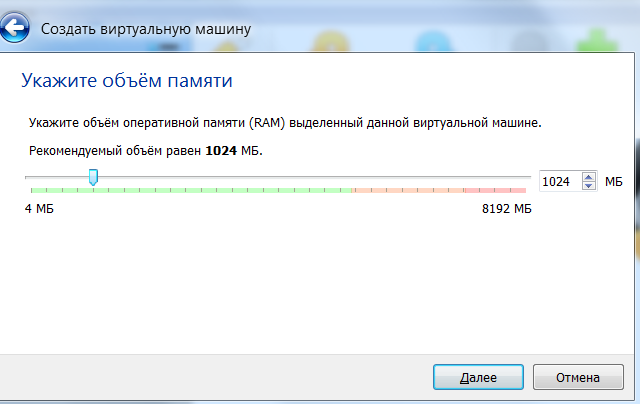 Создать виртуальную машину
Укажите объём памяти
Укажите объём оперативной памяти (RAM) выделенный данной виртуальной машине.
Рекомендуемый объём равен 1024 МБ.
1024 МБ
4 МБ 8192 МБ
Далее Отмена